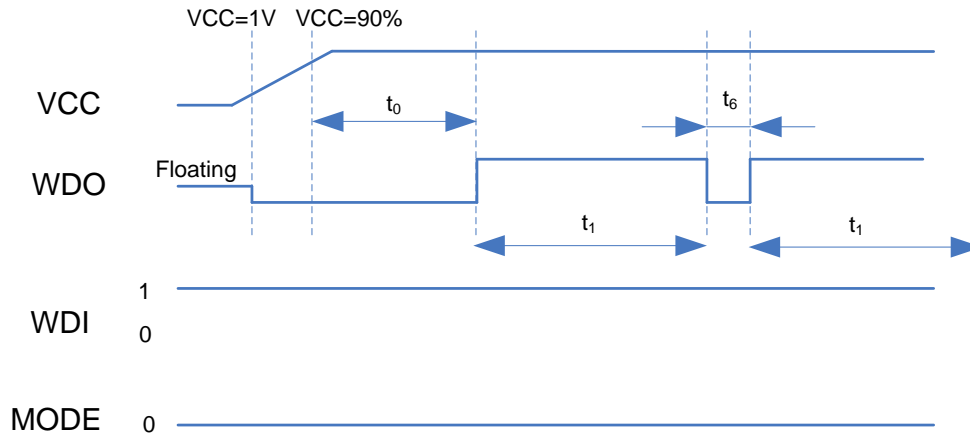 VCC=1V VCC=90%
VCC
t₀
t₆
Floating
WDO
t₁
t₁
1
WDI
0
MODE
0